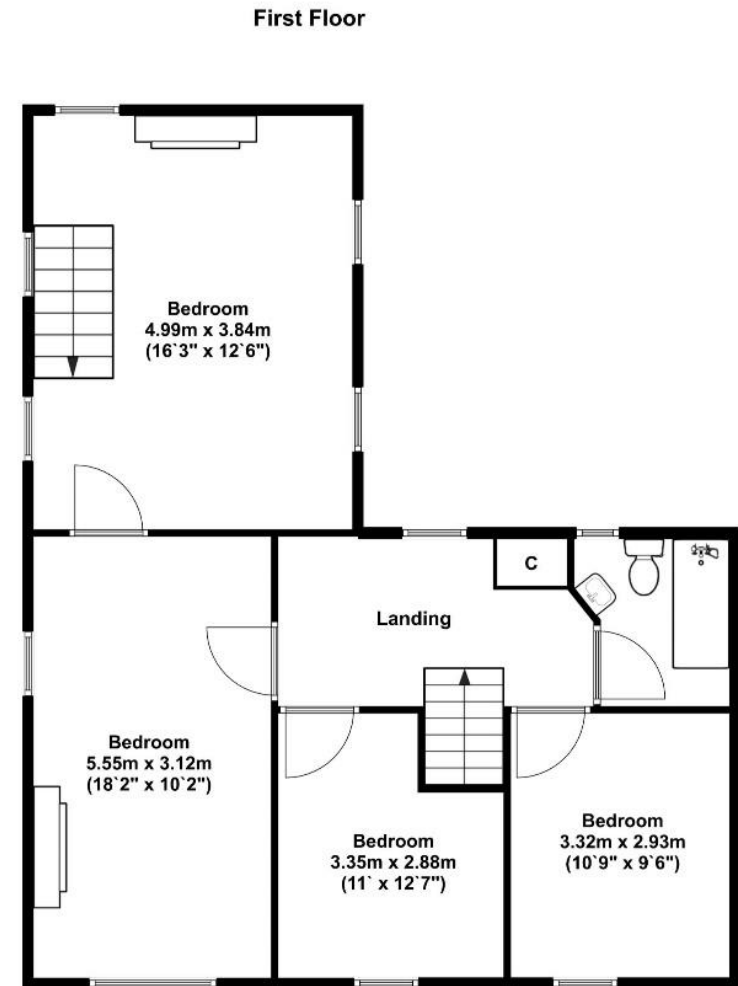 First Floor
Bedroom
4.99m x 3.84m
(16`3" x 12`6")
C
Landing
Bedroom
5.55m x 3.12m
(18`2" x 10`2")
Bedroom
3.35m x 2.88m
(11` x 12`7")
Bedroom
3.32m x 2.93m
(10`9" x 9`6")